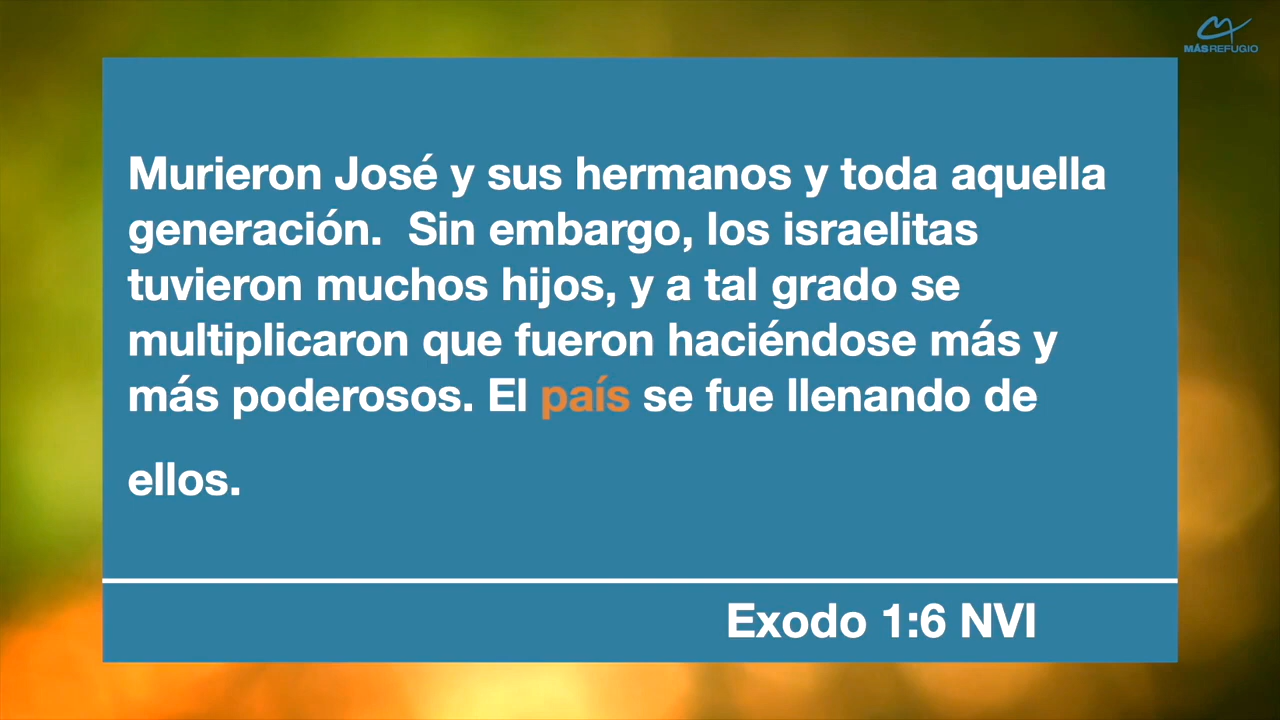 MÁSREFUGIO
Murieron José y sus hermanos y toda aquella
generación.  Sin embargo, los israelitas
tuvieron muchos hijos, y a tal grado se
multiplicaron que fueron haciéndose más y
más poderosos. El país se fue llenando de
ellos.
Exodo 1:6 NVI